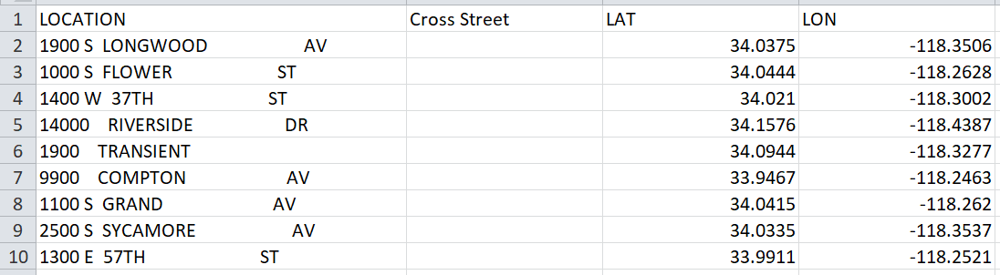 1 LOCATION Cross Street LAT LON
2 1900 S LONGWOOD AV 34.0375 -118.3506
3 1000 S FLOWER ST 34.0444 -118.2628
4 1400 W 37TH ST 34.021 -118.3002
5 14000 RIVERSIDE DR 34.1576 -118.4387
6 1900 TRANSIENT 34.0944 -118.3277
7 9900 COMPTON AV 33.9467 -118.2463
8 1100 S GRAND AV 34.0415 -118.262
9 2500 S SYCAMORE AV 34.0335 -118.3537
10 1300 E 57TH ST 33.9911 -118.2521